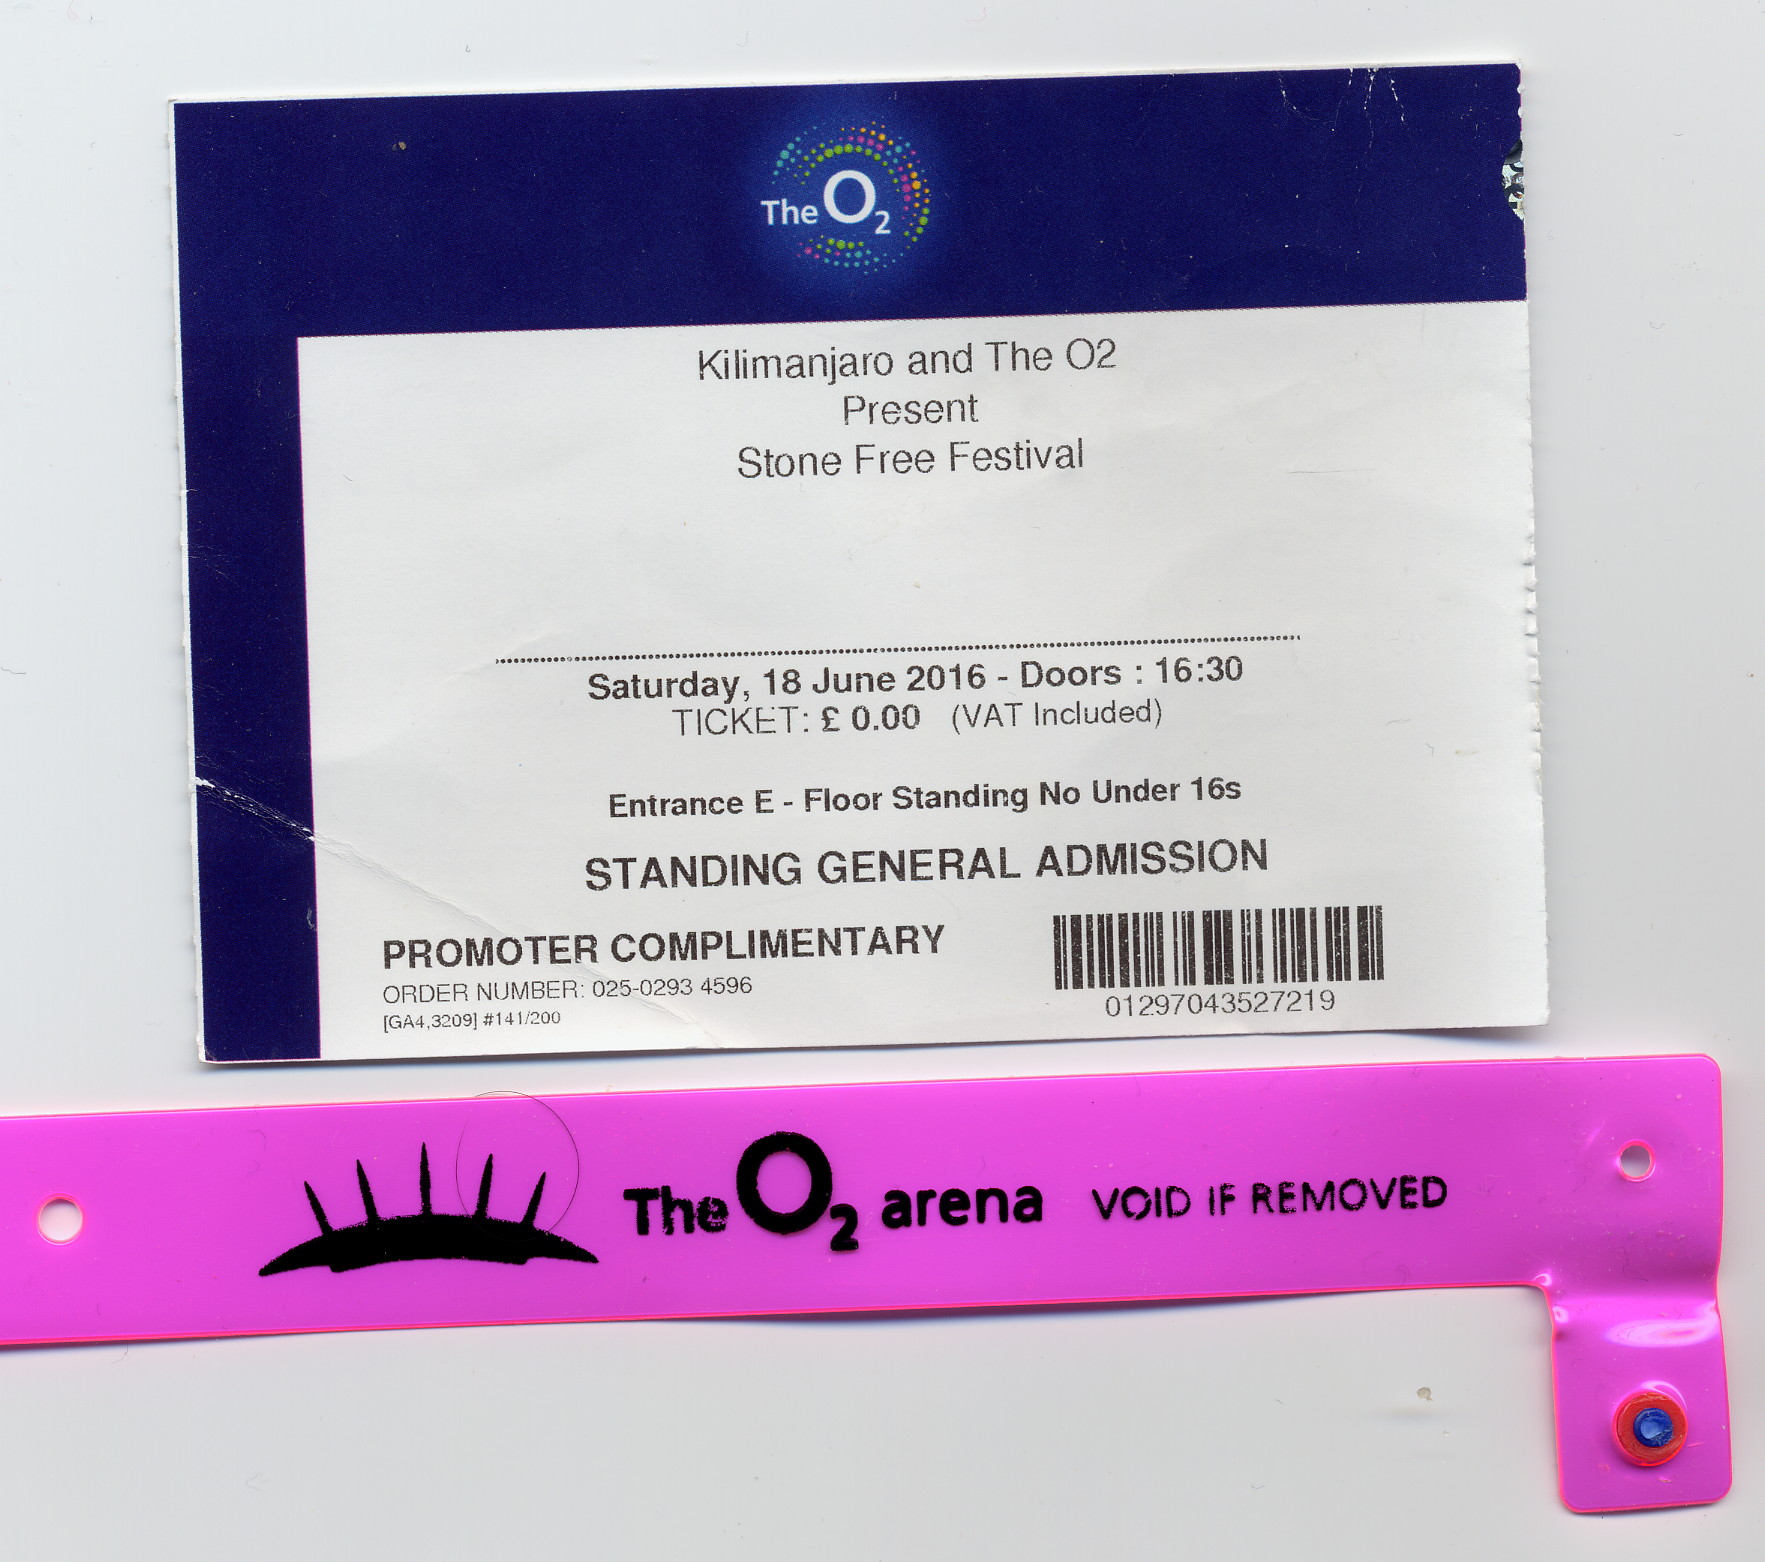 The O2
Kilimanjaro and The O2
Present
Stone Free Festival
Saturday, 18 June 2016 - Doors : 16:30
TICKET: £ 0.00 (VAT Included)
Entrance E - Floor Standing No Under 16s
STANDING GENERAL ADMISSION
PROMOTER COMPLIMENTARY
ORDER NUMBER: 025-0293 4596
[GA4,3209] #141/200
01297043527219
The O2 arena VOID IF REMOVED